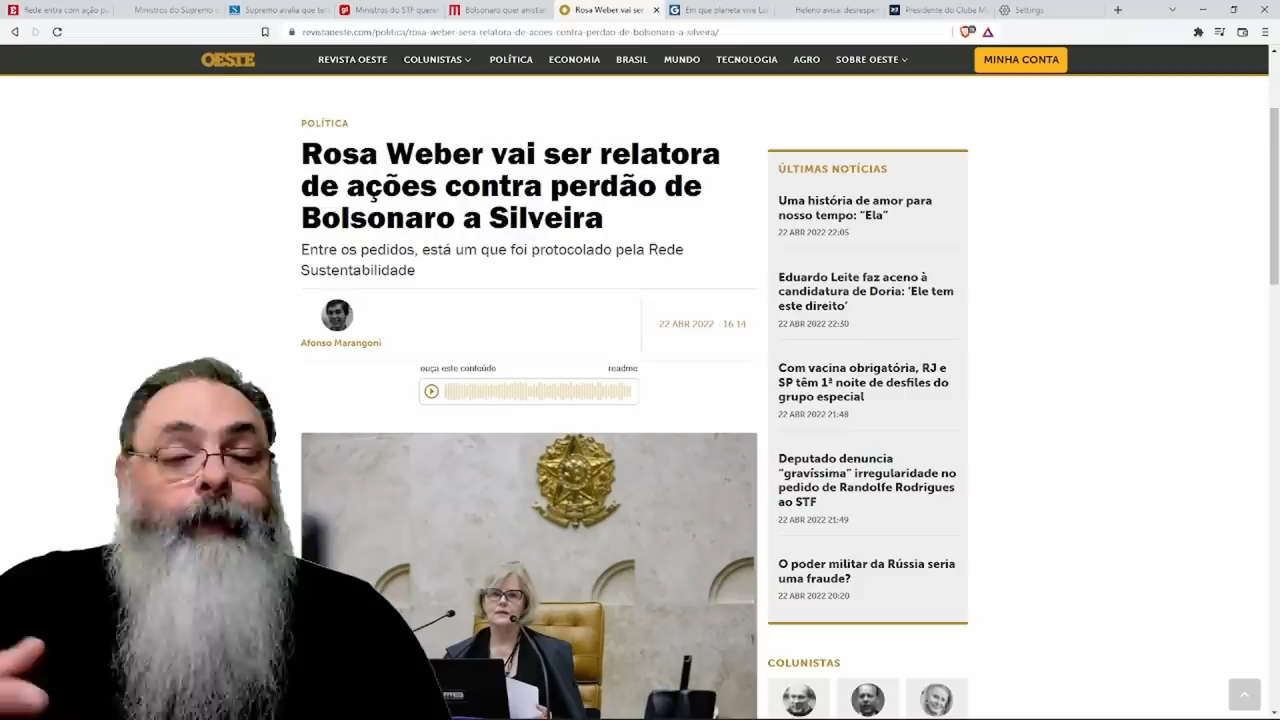 Rede entra com ação pa
Ministros do Supremo d
Supremo avalia que ter
Ministros do STF querem
Bolsonaro quer anistiar
Rosa Weber vai ser
Em que planeta vive Lul
Heleno avisa: desrespei
Presidente do Clube M
Settings
revistaoeste.com/politica/rosa-weber-sera-relatora-de-acoes-contra-perdao-de-bolsonaro-a-silveira/
OESTE
REVISTA OESTE
COLUNISTAS
POLÍTICA
ECONOMIA
BRASIL
MUNDO
TECNOLOGIA
AGRO
SOBRE OESTE
MINHA CONTA
POLÍTICA
Rosa Weber vai ser relatora
de ações contra perdão de
Bolsonaro a Silveira
Entre os pedidos, está um que foi protocolado pela Rede
Sustentabilidade
Afonso Marangoni
22 ABR 2022 - 16:14
ouça este conteúdo
readme
ÚLTIMAS NOTÍCIAS
Uma história de amor para
nosso tempo: “Ela”
22 ABR 2022 22:05
Eduardo Leite faz aceno à
candidatura de Doria: ‘Ele tem
este direito’
22 ABR 2022 22:30
Com vacina obrigatória, RJ e
SP têm 1ª noite de desfiles do
grupo especial
22 ABR 2022 21:48
Deputado denuncia
“gravíssima” irregularidade no
pedido de Randolfe Rodrigues
ao STF
22 ABR 2022 21:49
O poder militar da Rússia seria
uma fraude?
22 ABR 2022 20:20
COLUNISTAS